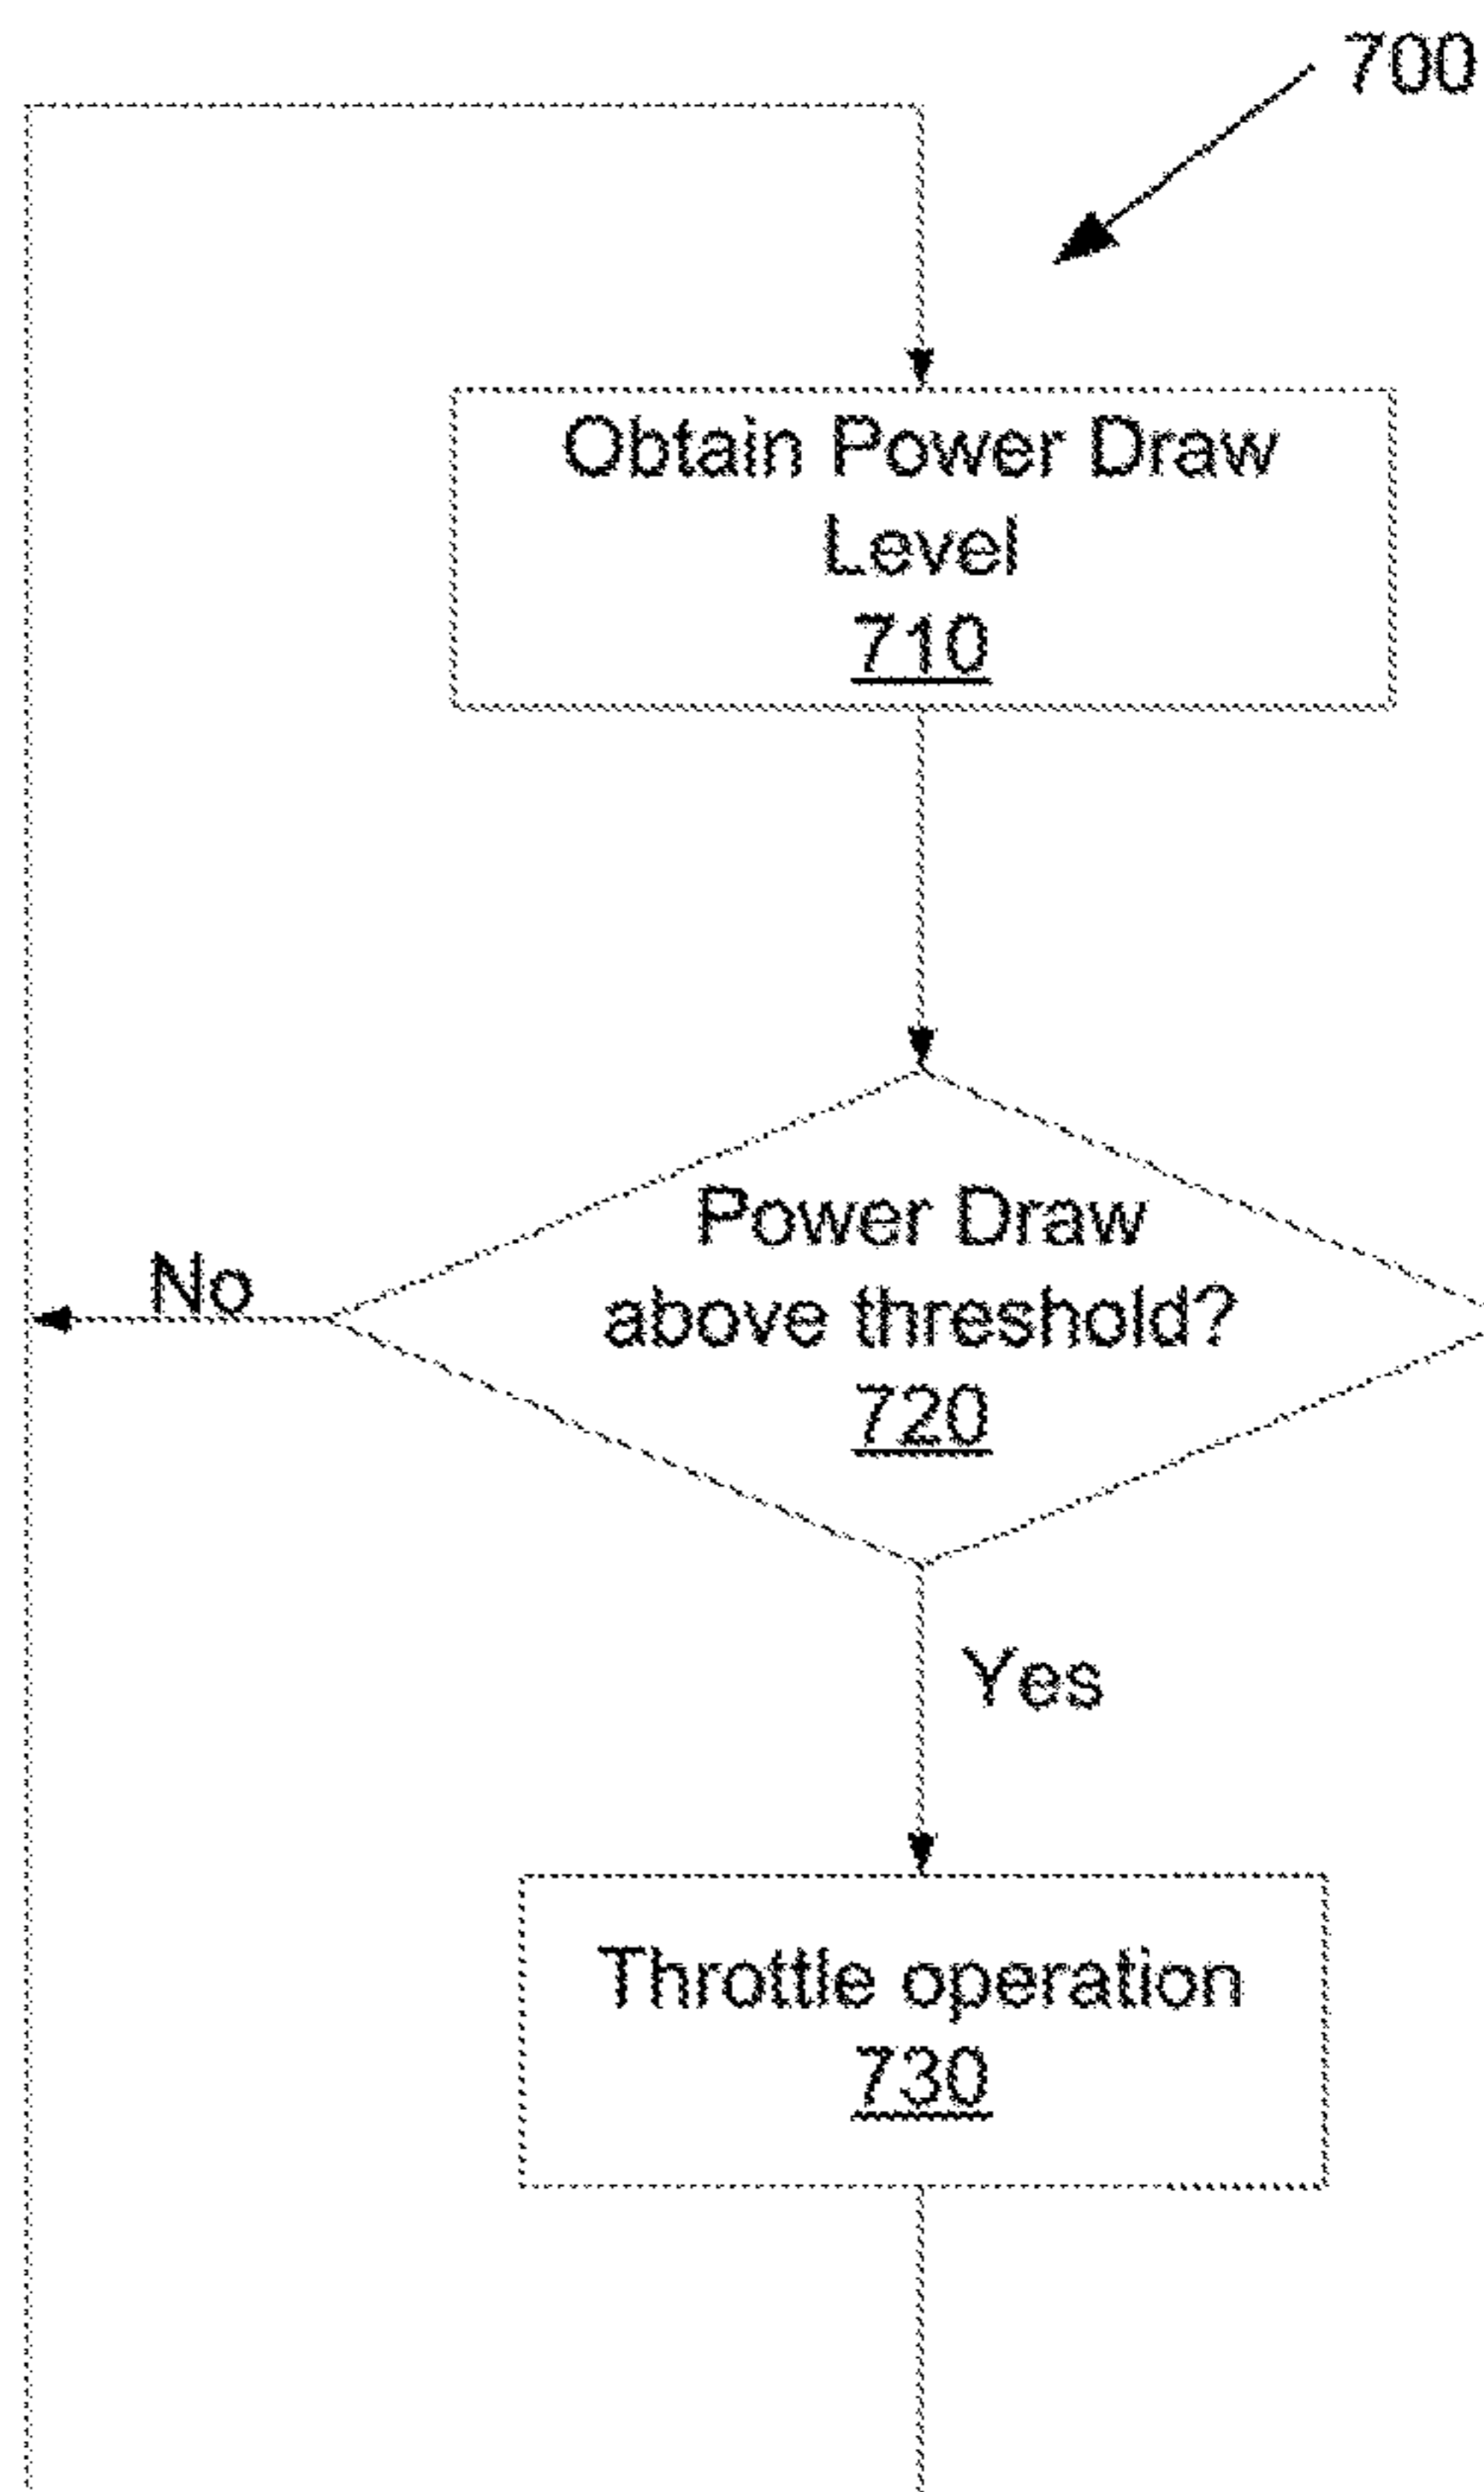 700
Obtain Power Draw
Level
710
Power Draw
above threshold?
720
No
Yes
Throttle operation
730